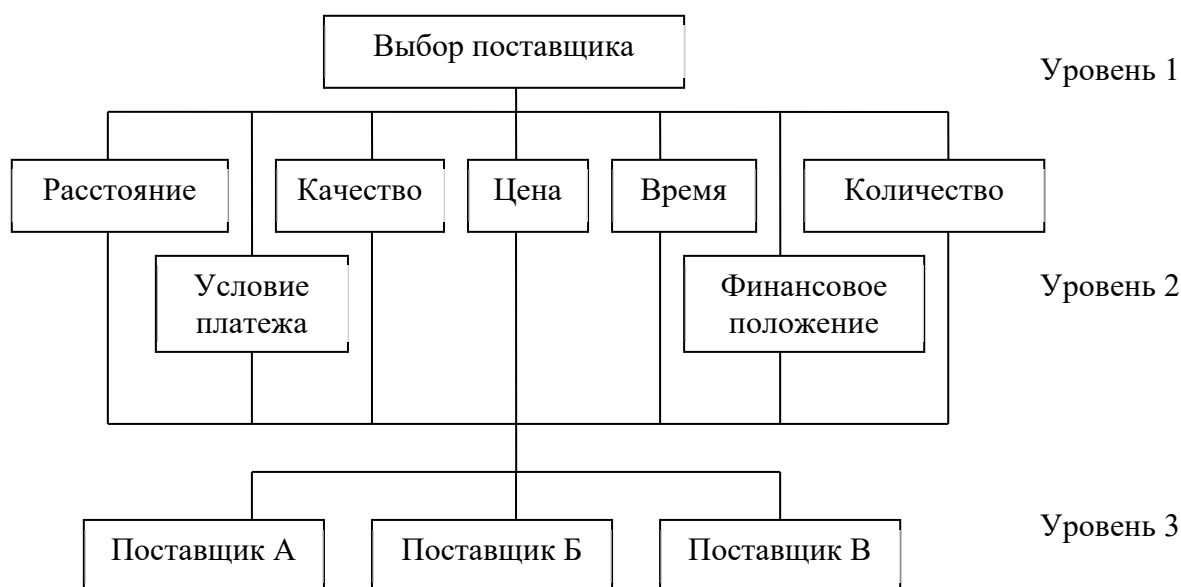 Выбор поставщика
Уровень 1
Расстояние
Качество
Цена
Время
Количество
Условие
платежа
Финансовое
положение
Уровень 2
Поставщик А
Поставщик Б
Поставщик В
Уровень 3